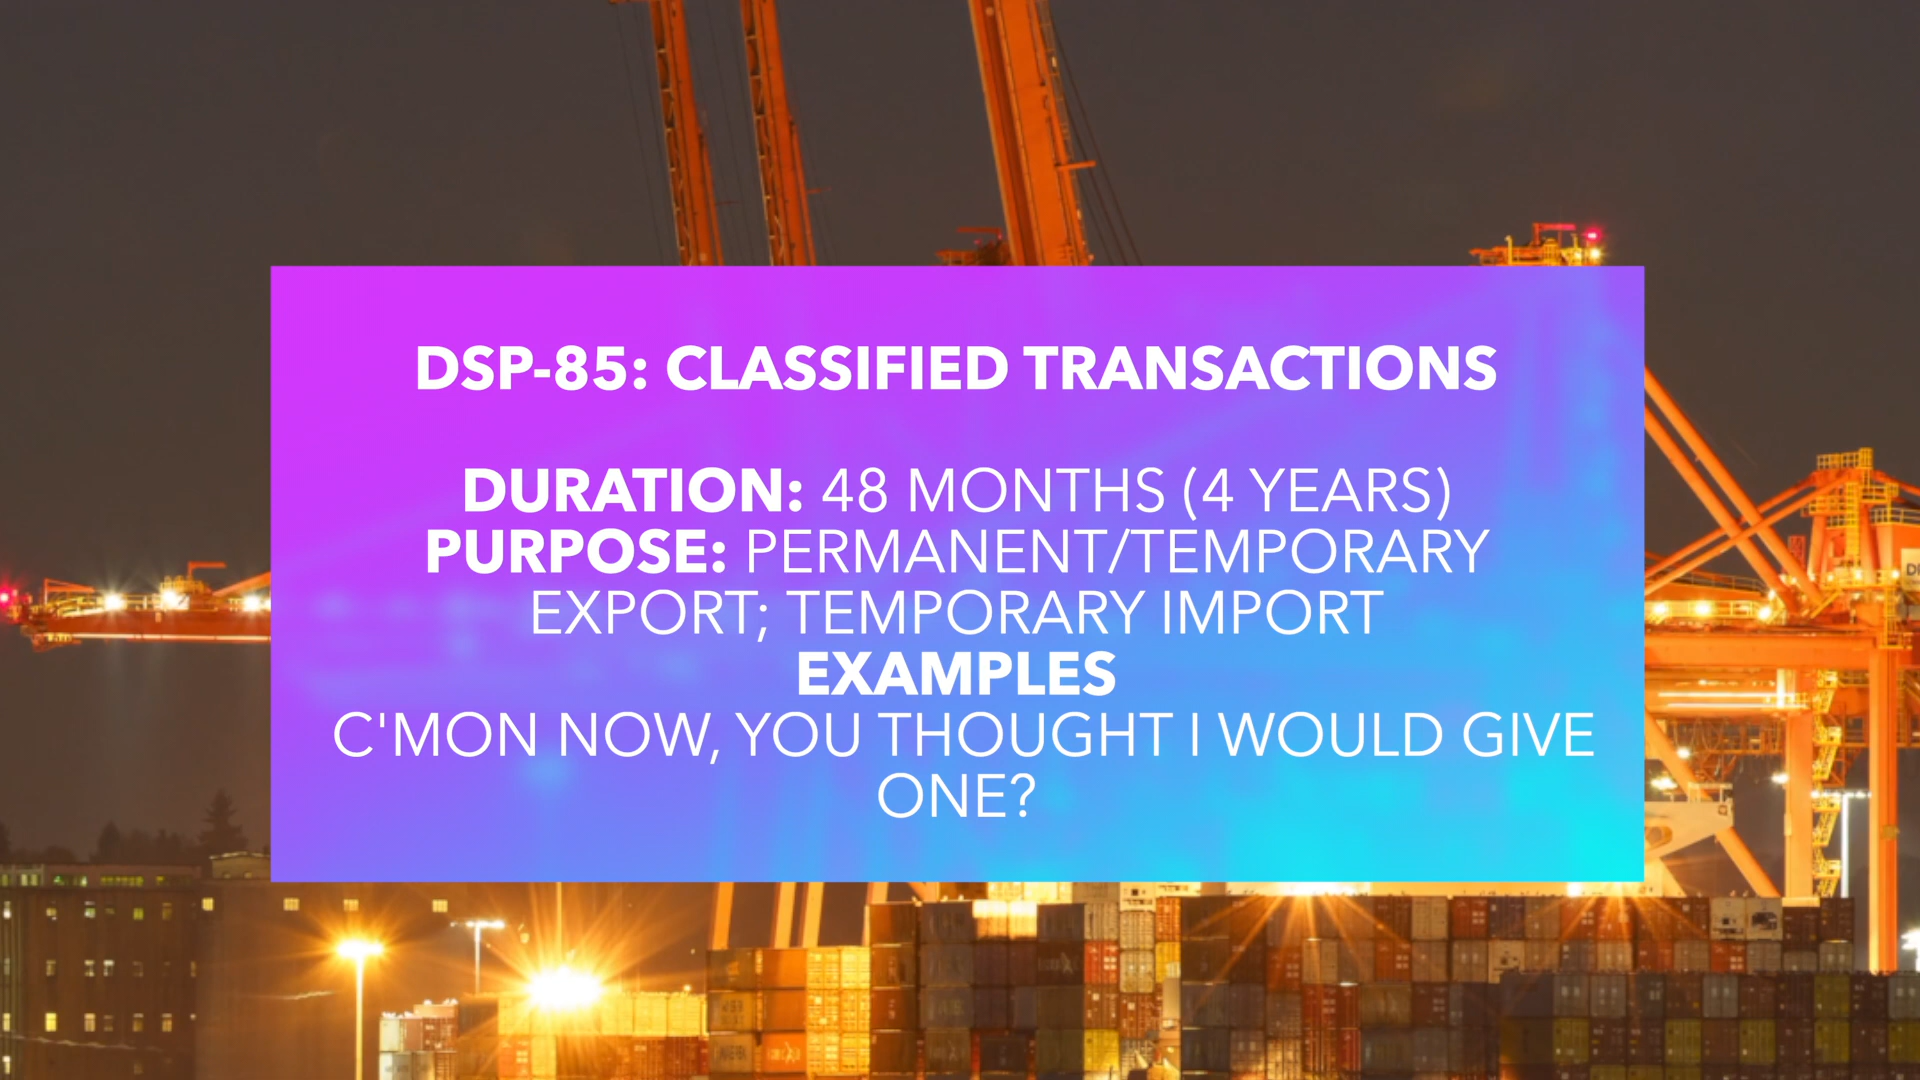 DSP-85: CLASSIFIED TRANSACTIONS
DURATION: 48 MONTHS (4 YEARS)
PURPOSE: PERMANENT/TEMPORARY
EXPORT; TEMPORARY IMPORT
EXAMPLES
C'MON NOW, YOU THOUGHT I WOULD GIVE
ONE?